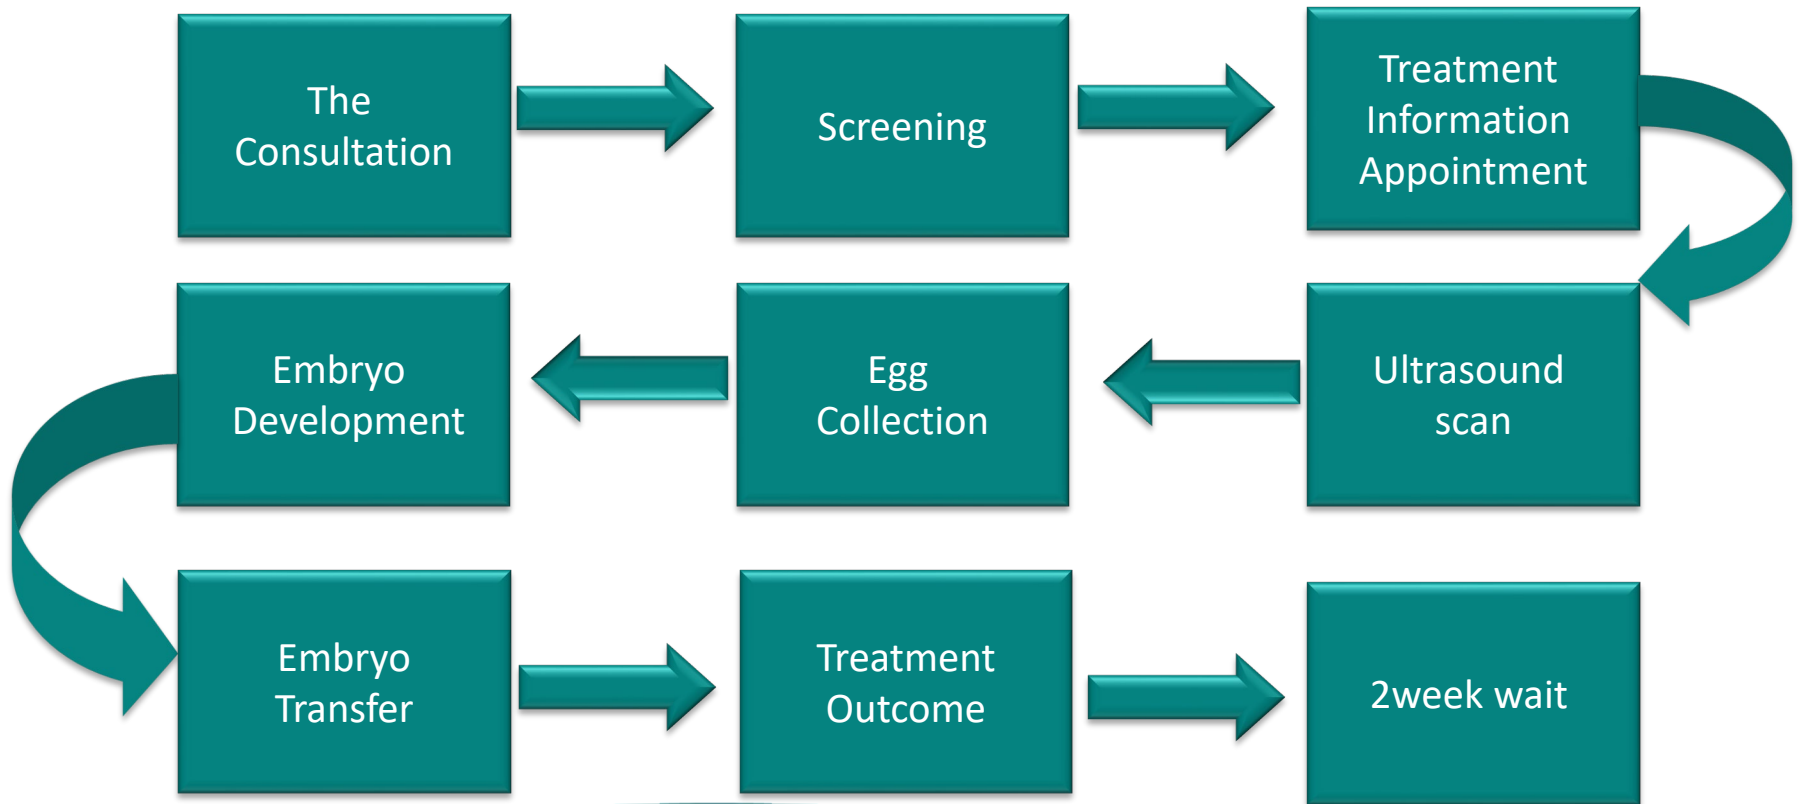 The
Consultation
Screening
Treatment
Information
Appointment
Ultrasound
scan
Egg
Collection
Embryo
Development
Embryo
Transfer
Treatment
Outcome
2week wait